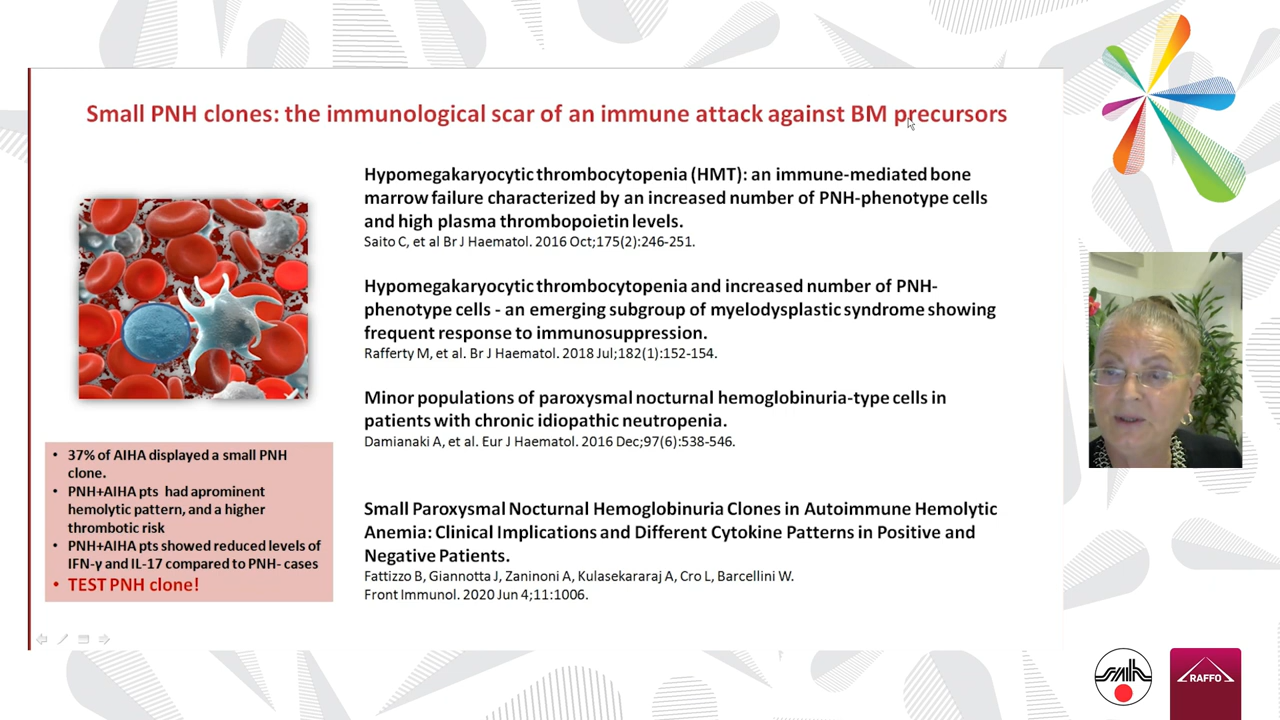 Small PNH clones: the immunological scar of an immune attack against BM precursors
Hypomegakaryocytic thrombocytopenia (HMT): an immune-mediated bone
marrow failure characterized by an increased number of PNH-phenotype cells
and high plasma thrombopoietin levels.
Saito C, et al Br J Haematol. 2016 Oct;175(2):246-251.
Hypomegakaryocytic thrombocytopenia and increased number of PNH-
phenotype cells - an emerging subgroup of myelodysplastic syndrome showing
frequent response to immunosuppression.
Rafferty M, et al. Br J Haematol. 2018 Jul;182(1):152-154.
Minor populations of paroxysmal nocturnal hemoglobinuria-type cells in
patients with chronic idiopathic neutropenia.
Damianaki A, et al. Eur J Haematol. 2016 Dec;97(6):538-546.
Small Paroxysmal Nocturnal Hemoglobinuria Clones in Autoimmune Hemolytic
Anemia: Clinical Implications and Different Cytokine Patterns in Positive and
Negative Patients.
Fattizzo B, Giannotta J, Zaninoni A, Kulasekararaj A, Cro L, Barcellini W.
Front Immunol. 2020 Jun 4;11:1006.
• 37% of AIHA displayed a small PNH
clone.
• PNH+AIHA pts had aprominent
hemolytic pattern, and a higher
thrombotic risk
• PNH+AIHA pts showed reduced levels of
IFN-γ and IL-17 compared to PNH- cases
• TEST PNH clone!
RAFFO